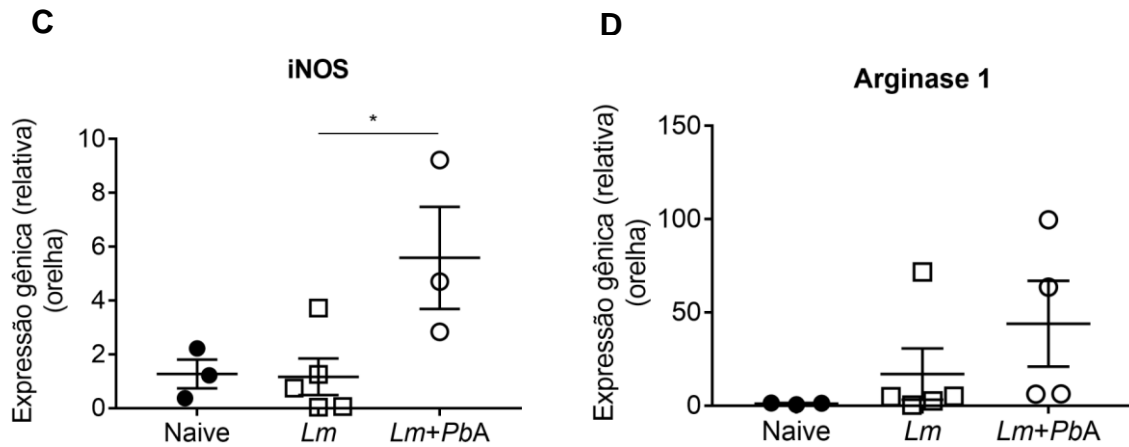 C
iNOS
Expressão gênica (relativa)
(orelha)
10
8
6
4
2
0
*
Naive
Lm
Lm+PbA
D
Arginase 1
Expressão gênica (relativa)
(orelha)
150
100
50
0
Naive
Lm
Lm+PbA